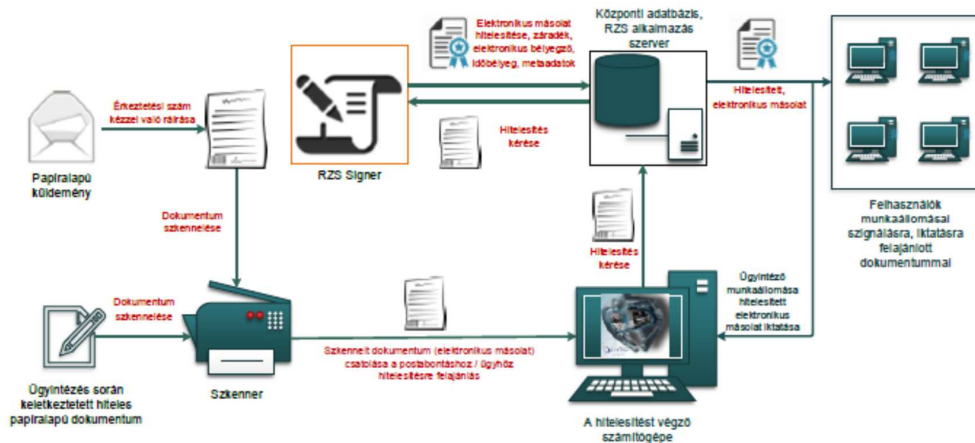 Elektronikus másolat
hitelesítése, záradék,
elektronikus bélyegző,
időbélyeg, metaadatok
Központi adatbázis,
RZS alkalmazás
szerver
Érkeztetési szám
kézzel való ráírása
Hitelesített,
elektronikus másolat
Hitelesítés
kérése
Papíralapú
küldemény
RZS Signer
Felhasználók
munkaállomásai
szignálásra, iktatásra
felajánlott
dokumentummal
Dokumentum
szkennelése
Hitelesítés
kérése
Ügyintéző
munkaállomása
hitelesített
elektronikus
másolat iktatása
Dokumentum
szkennelése
Szkennelt dokumentum (elektronikus másolat)
csatolása a postabontáshoz / ügyhöz
hitelesítésre felajánlás
Ügyintézés során
keletkeztetett hiteles
papíralapú dokumentum
Szkenner
A hitelesítést végző
számítógépe